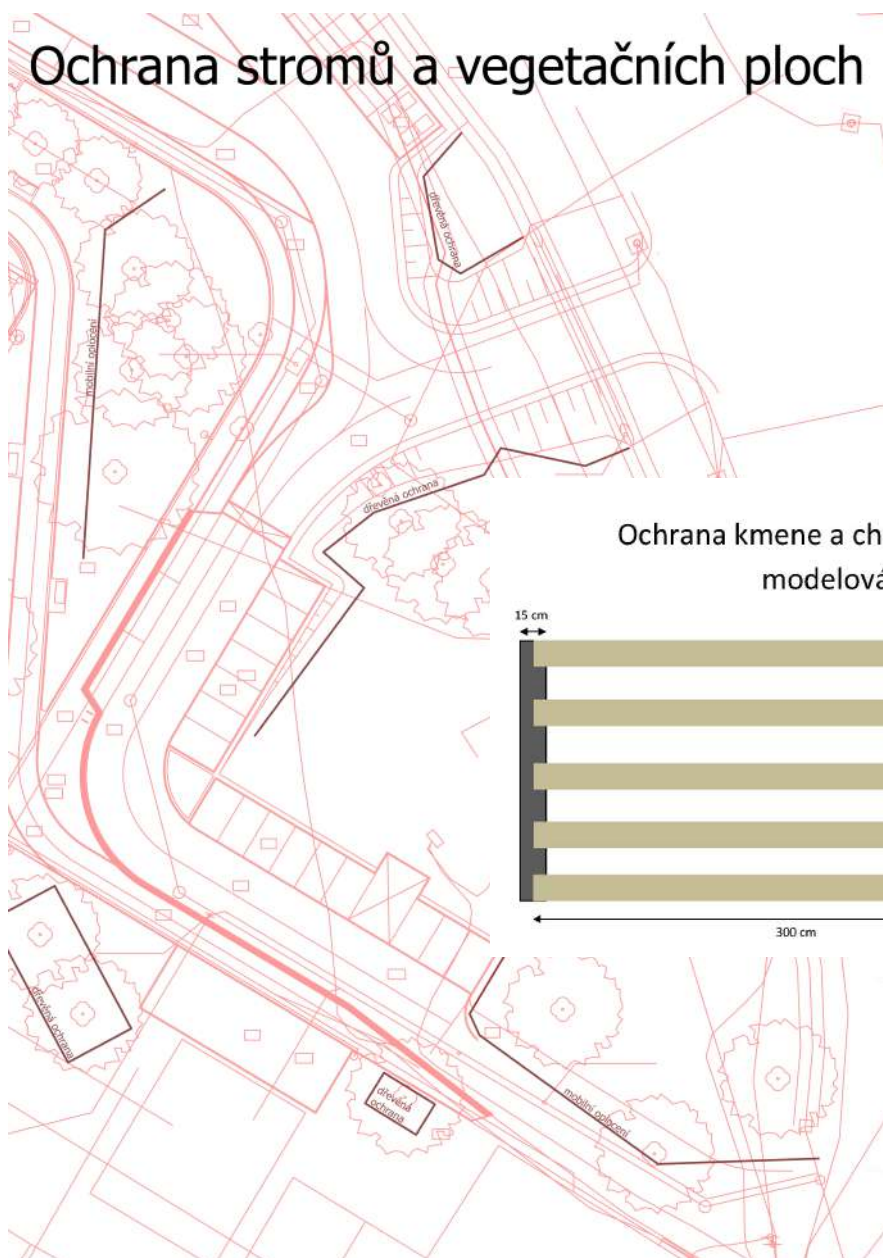 Ochrana stromů a vegetačních ploch
dřevěná ochrana
mobilní oplocení
dřevěná ochrana
Ochrana kmene a ch
modelová
15 cm
300 cm
dřevěná ochrana
dřevěná
ochrana
mobilní oplocení